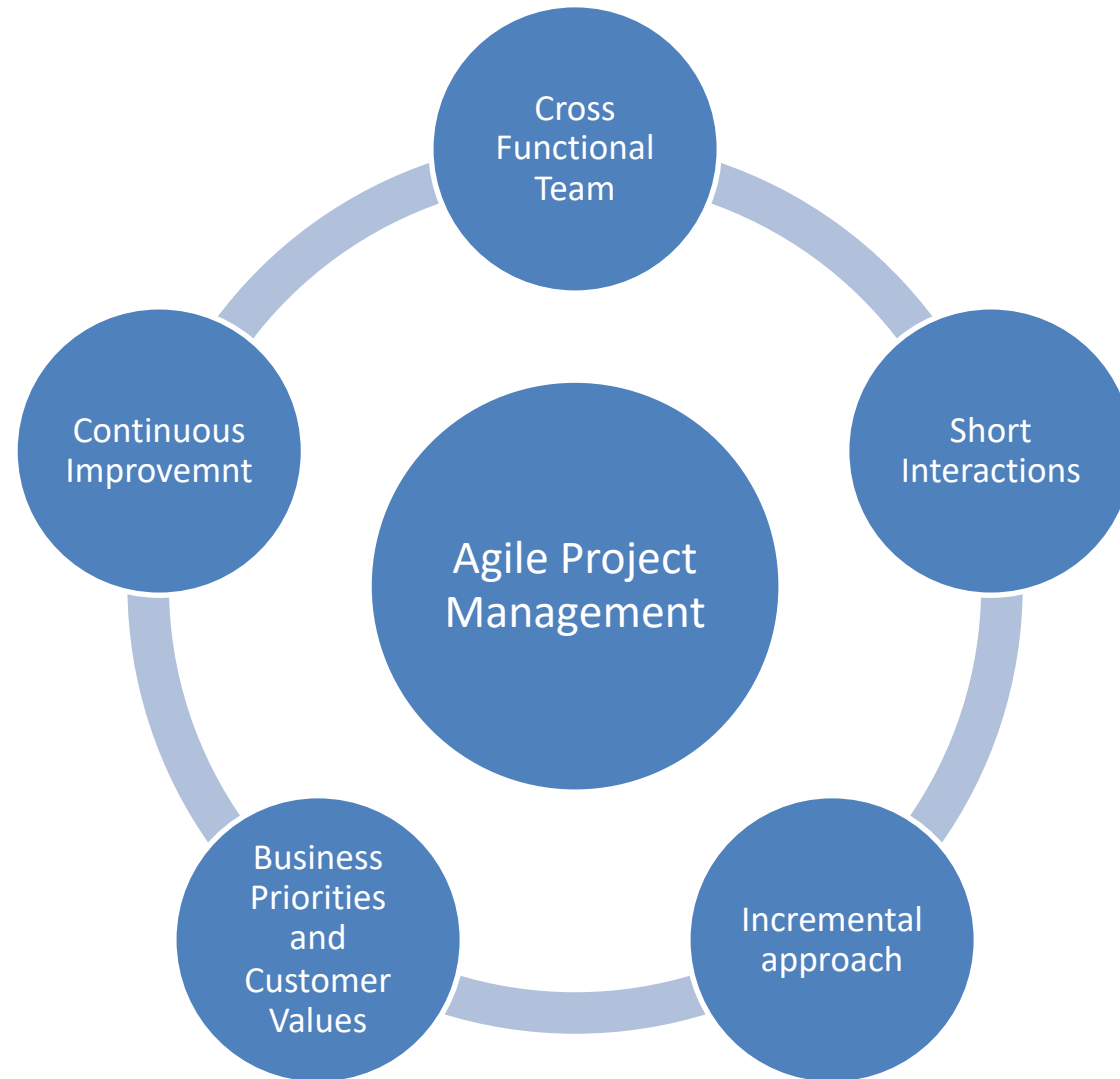 Cross
Functional
Team
Short
Interactions
Incremental
approach
Business
Priorities
and
Customer
Values
Continuous
Improvemnt
Agile Project
Management